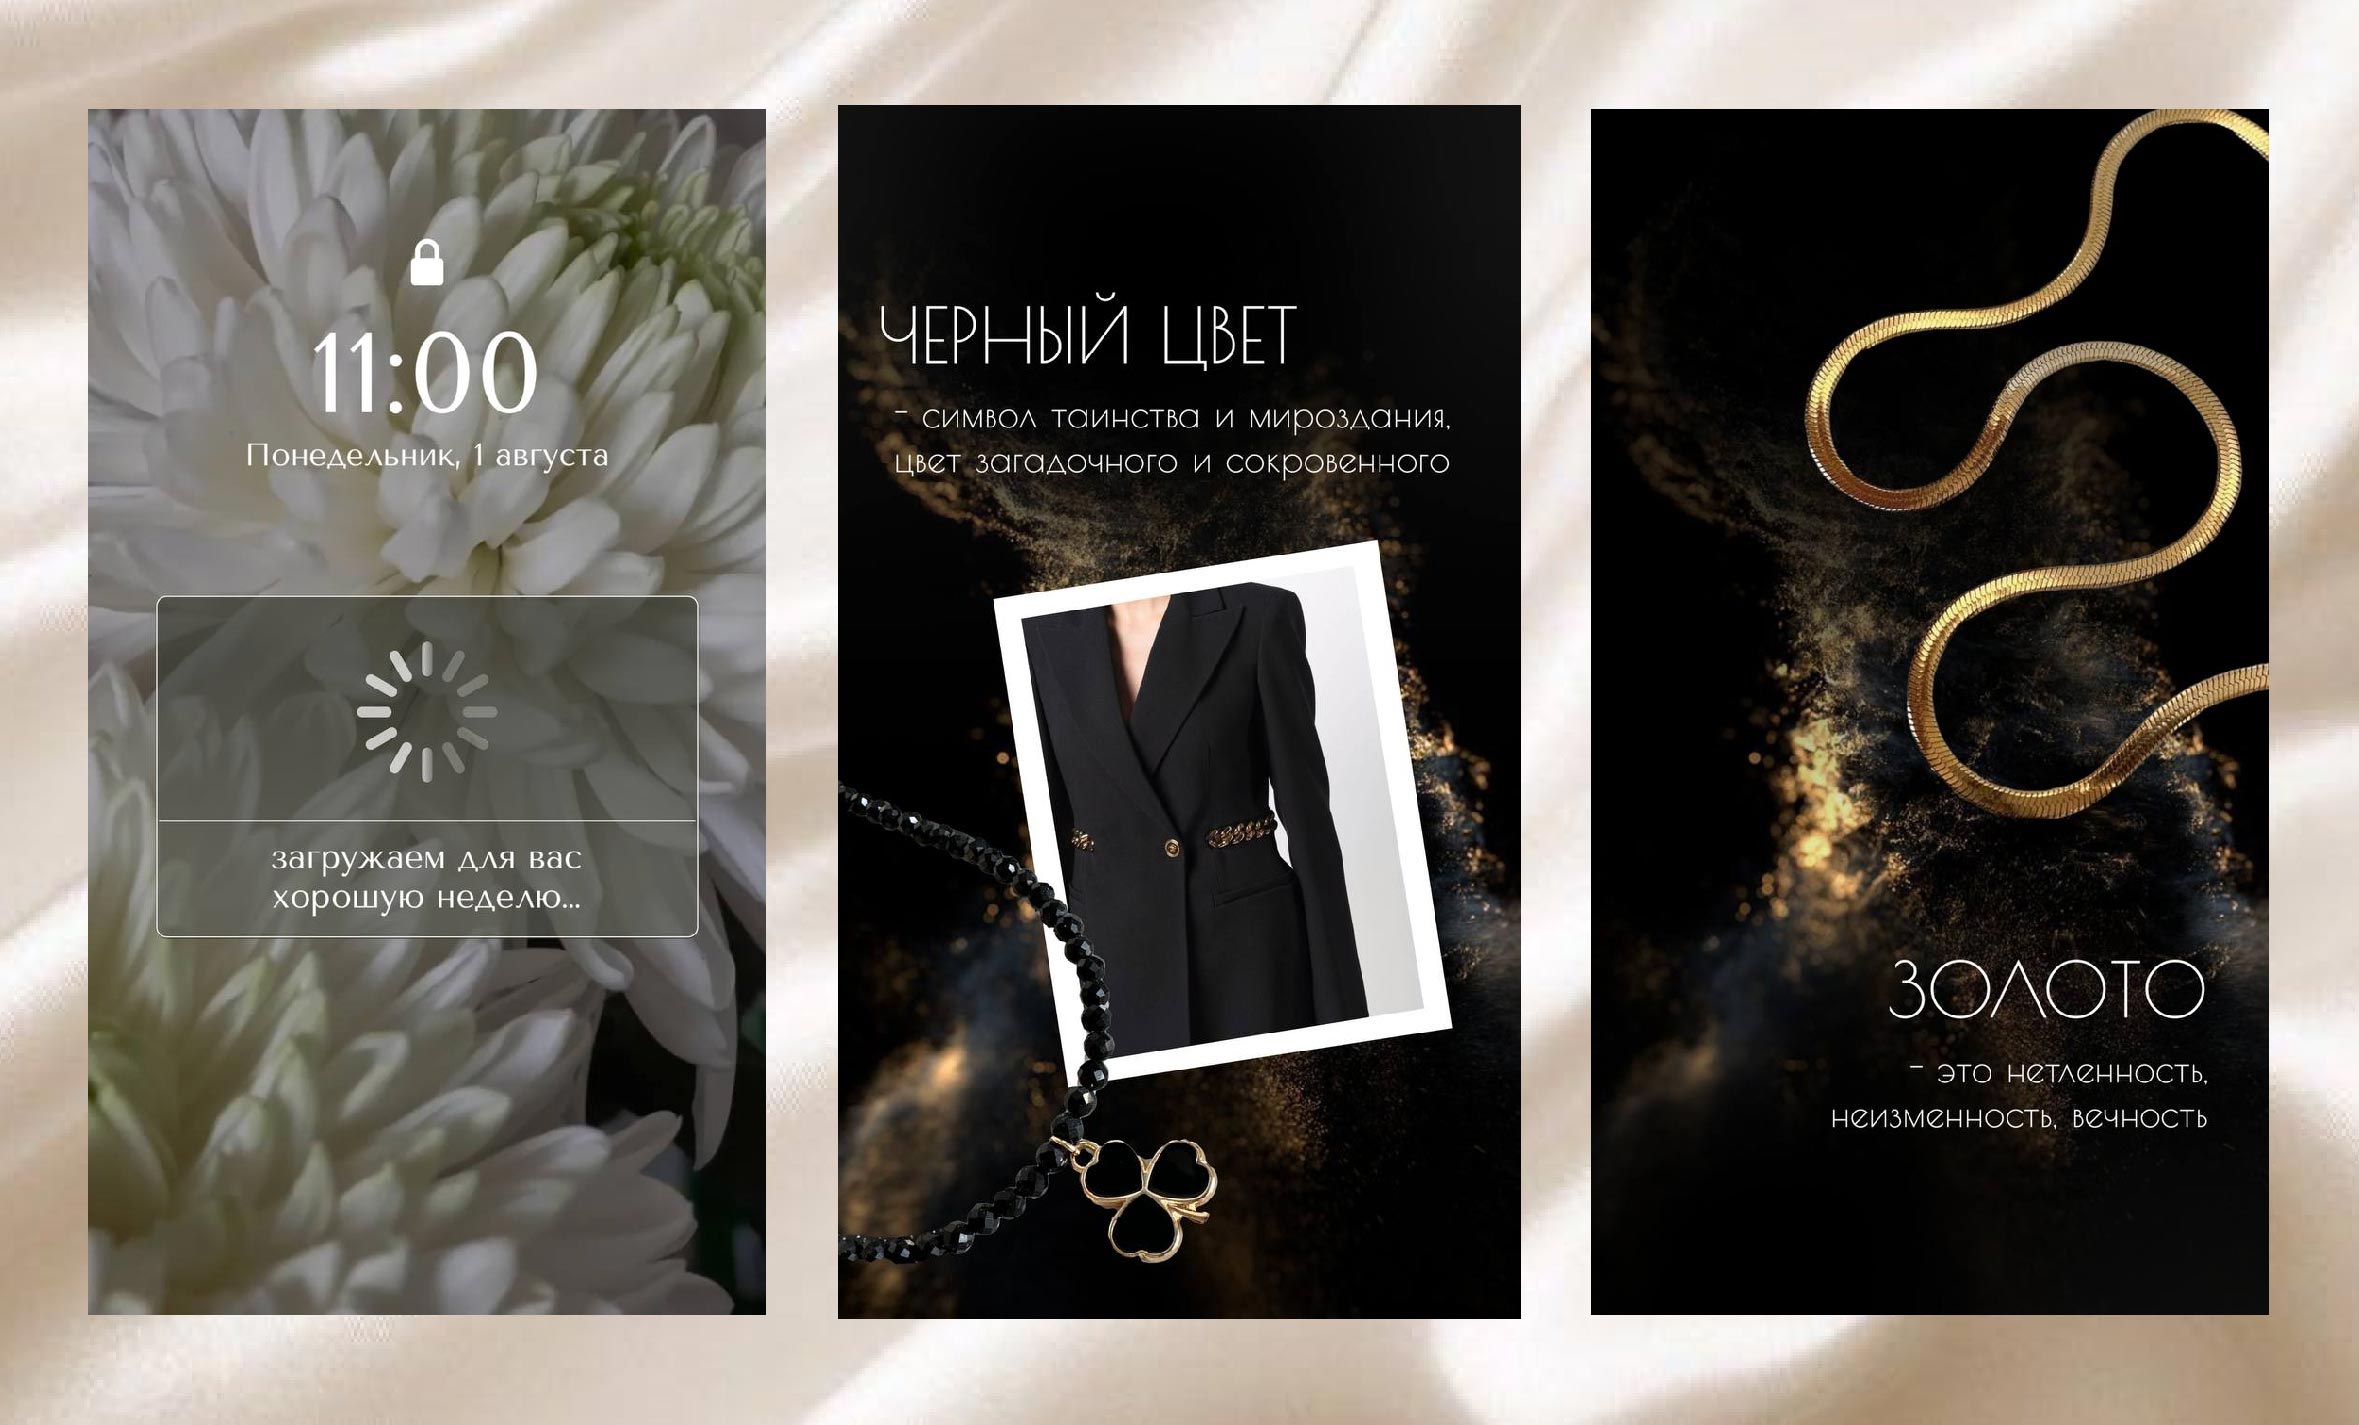 11:00
Понедельник, 1 августа
загружаем для вас
хорошую неделю...
ЧЕРНЫЙ ЦВЕТ
– символ таинства и мироздания,
цвет загадочного и сокровенного
ЗОЛОТО
– это нетленность,
неизменность, вечность